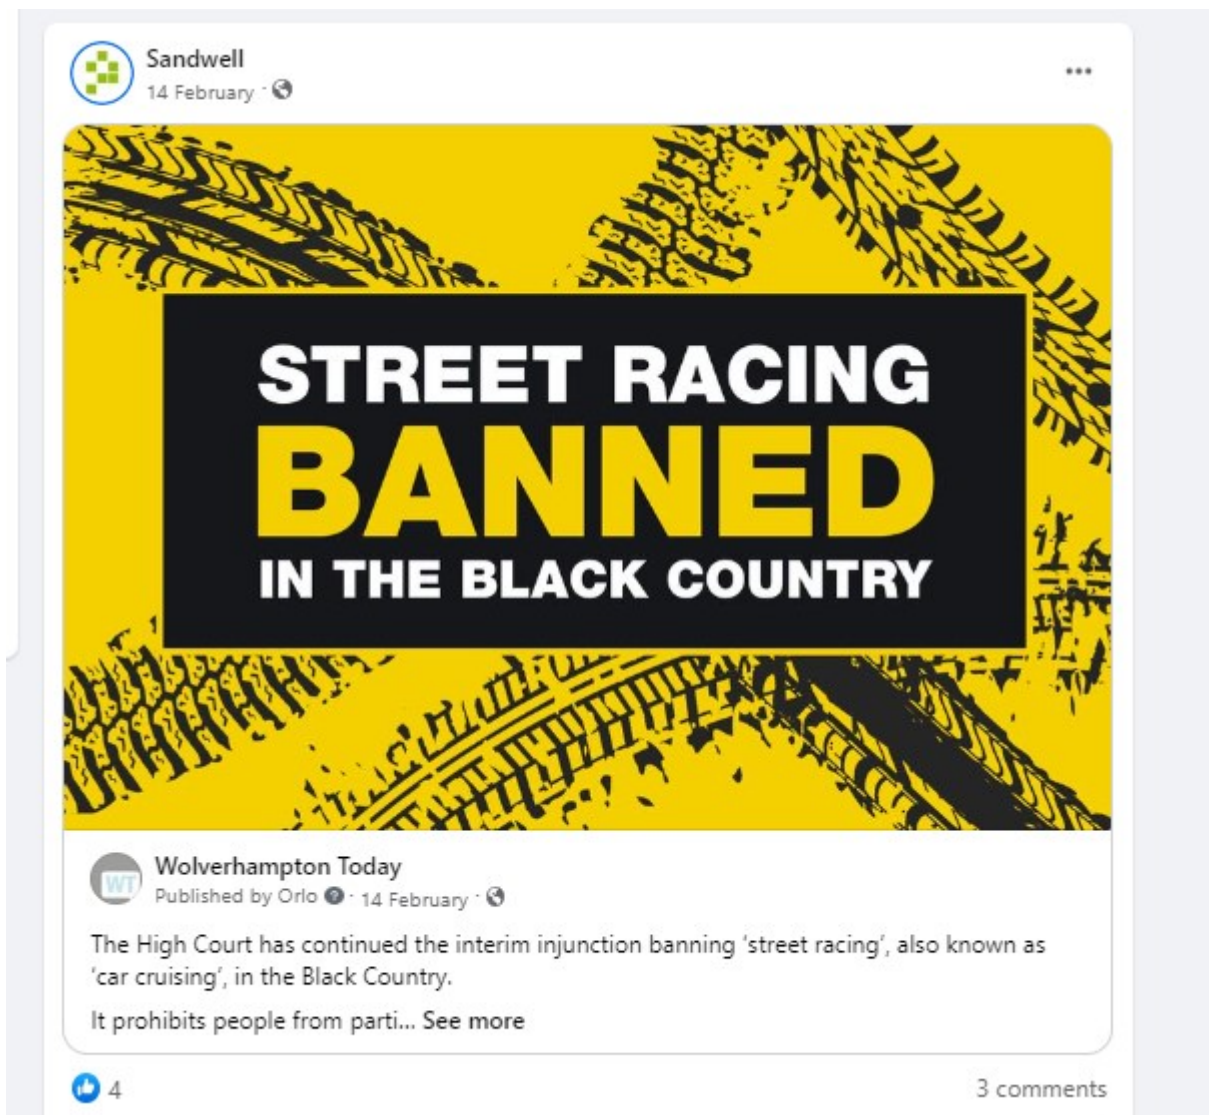 Sandwell
14 February ·
STREET RACING
BANNED
IN THE BLACK COUNTRY
WT
Wolverhampton Today
Published by Orlo · 14 February ·
The High Court has continued the interim injunction banning ‘street racing’, also known as
‘car cruising’, in the Black Country.
It prohibits people from parti... See more
4
3 comments